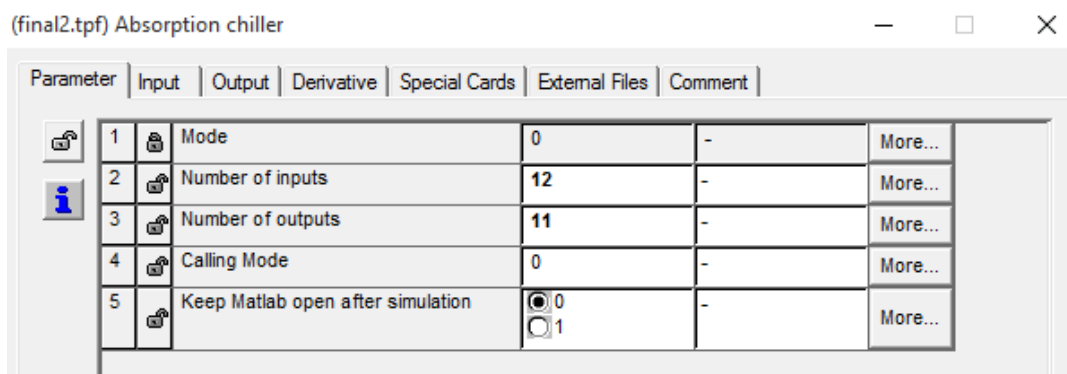 (final2.tpf) Absorption chiller
Parameter Input Output Derivative Special Cards External Files Comment
1 Mode 0 - More...
2 Number of inputs 12 - More...
3 Number of outputs 11 - More...
4 Calling Mode 0 - More...
5 Keep Matlab open after simulation 0 - More...
1
i